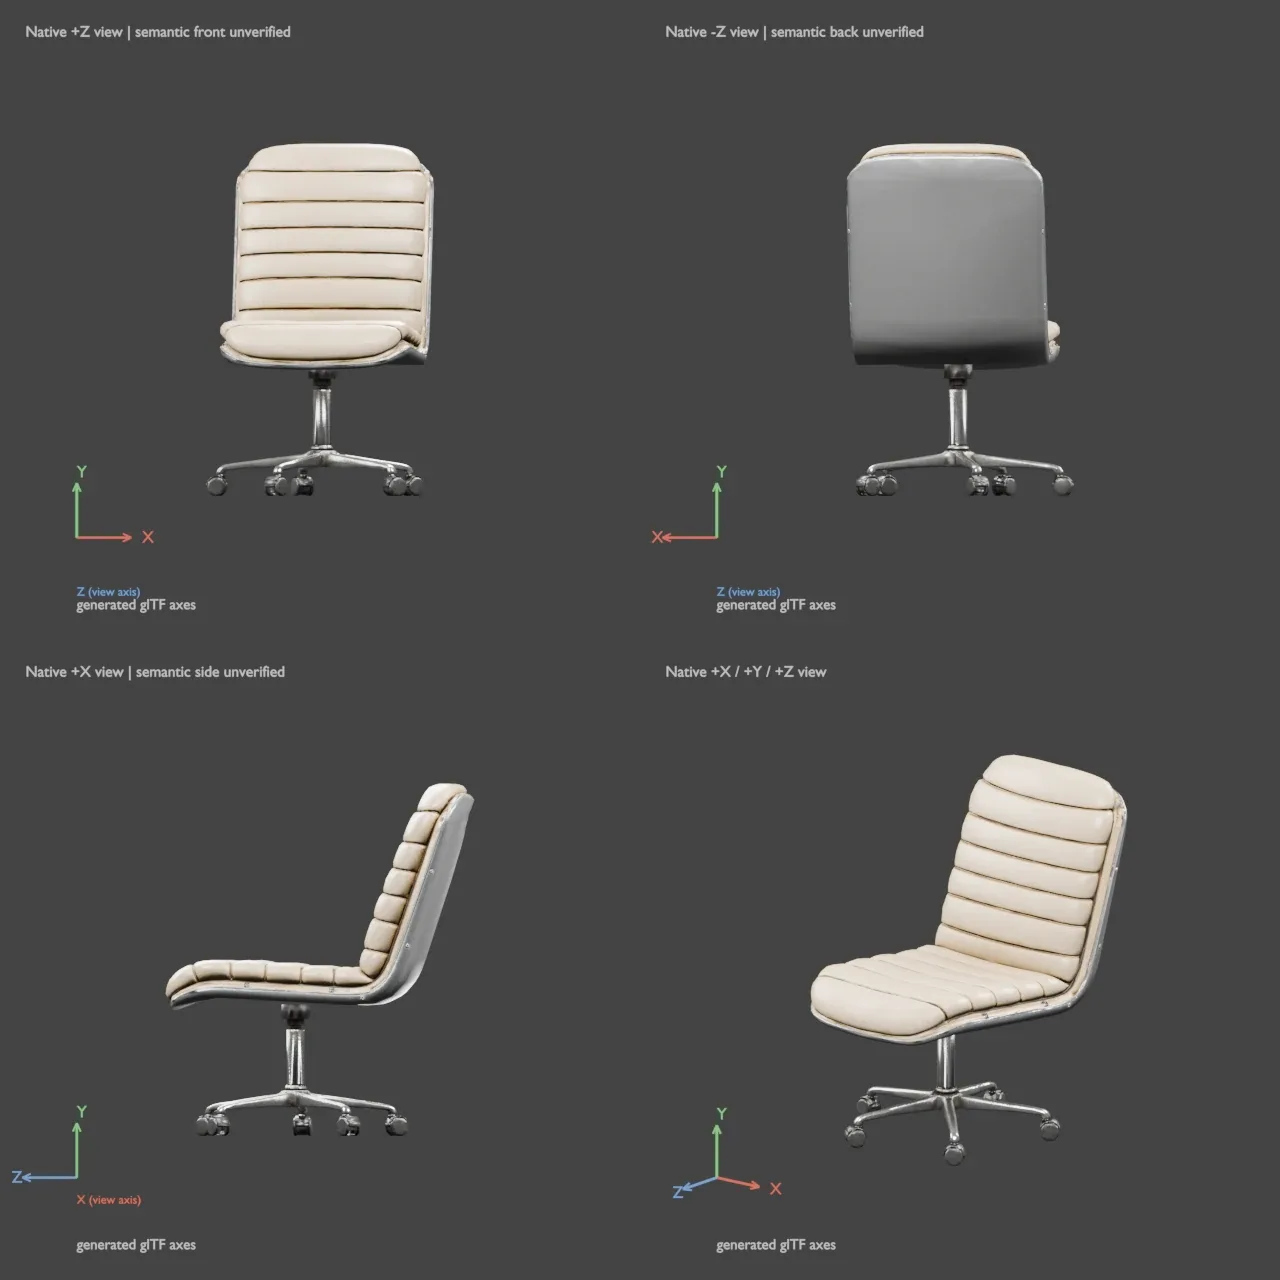 Native +Z view | semantic front unverified
Y
X
Z (view axis)
generated glTF axes
Native -Z view | semantic back unverified
Y
X
Z (view axis)
generated glTF axes
Native +X view | semantic side unverified
Y
Z
X (view axis)
generated glTF axes
Native +X / +Y / +Z view
Y
Z
X
generated glTF axes